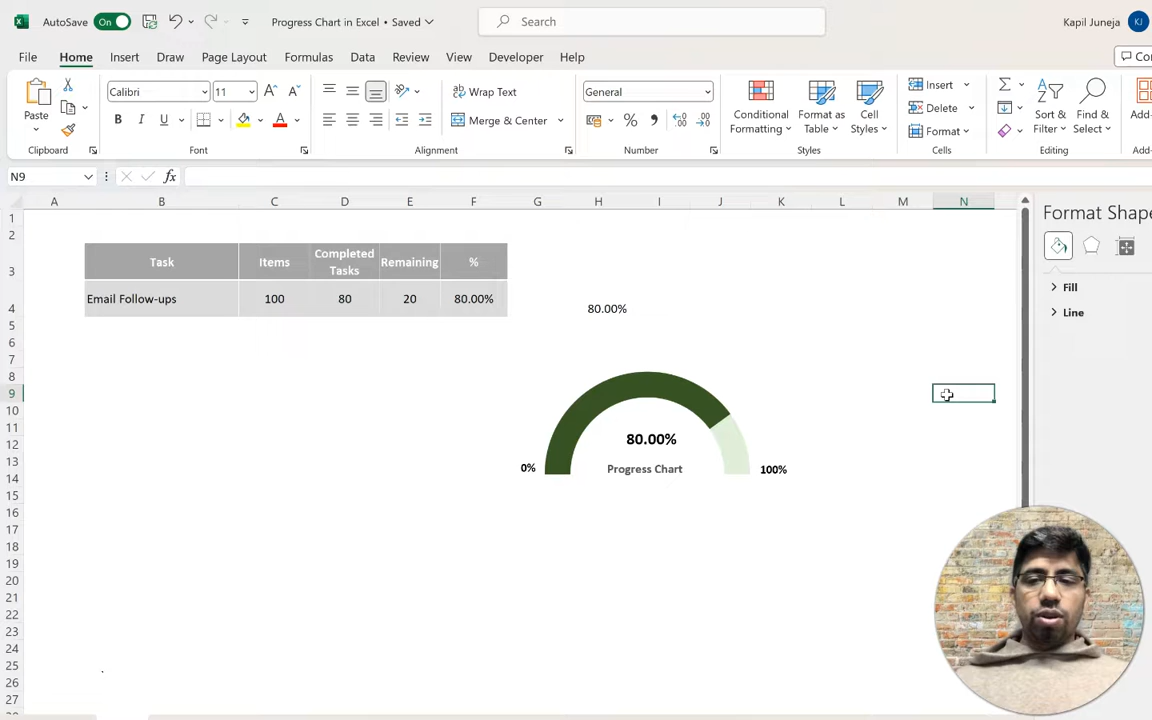 AutoSave On Progress Chart in Excel • Saved Search Kapil Juneja KJ
File Home Insert Draw Page Layout Formulas Data Review View Developer Help
Paste Calibri 11 Wrap Text General Conditional Formatting Format as Table Cell Styles Insert Sort & Filter Find & Select
B I U Merge & Center Delete
Format
Clipboard Font Alignment Number Styles Cells Editing
N9 fx
A B C D E F G H I J K L M N
Format Shape
Fill
Line
1
2
3
4
5
6
7
8
9
10
11
12
13
14
15
16
17
18
19
20
21
22
23
24
25
26
27
Task Items Completed Tasks Remaining %
Email Follow-ups 100 80 20 80.00%
80.00%
80.00%
0% Progress Chart 100%